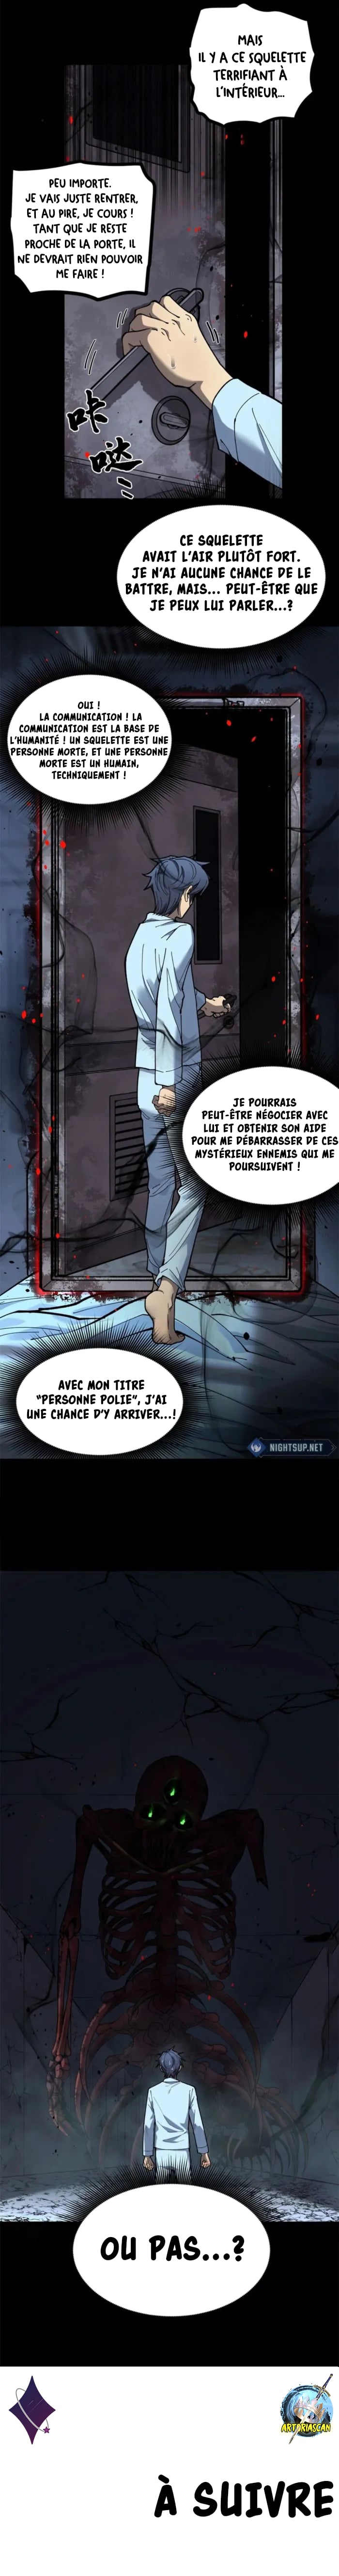 MAIS
IL Y A CE SQUELETTE
TERRIFIANT À
L'INTÉRIEUR...
PEU IMPORTE.
JE VAIS JUSTE RENTRER,
ET AU PIRE, JE COURS !
TANT QUE JE RESTE
PROCHE DE LA PORTE, IL
NE DEVRAIT RIEN POUVOIR
ME FAIRE !
咔
哒
CE SQUELETTE
AVAIT L'AIR PLUTÔT FORT.
JE N'AI AUCUNE CHANCE DE LE
BATTRE, MAIS... PEUT-ÊTRE QUE
JE PEUX LUI PARLER...?
OUI !
LA COMMUNICATION ! LA
COMMUNICATION EST LA BASE DE
L'HUMANITÉ ! UN SQUELETTE EST UNE
PERSONNE MORTE, ET UNE PERSONNE
MORTE EST UN HUMAIN,
TECHNIQUEMENT !
JE POURRAIS
PEUT-ÊTRE NÉGOCIER AVEC
LUI ET OBTENIR SON AIDE
POUR ME DÉBARRASSER DE CES
MYSTÉRIEUX ENNEMIS QUI ME
POURSUIVENT !
AVEC MON TITRE
"PERSONNE POLIE", J'AI
UNE CHANCE D'Y ARRIVER...!
NIGHTSUP.NET
OU PAS...?
ARTORIASCAN
À SUIVRE